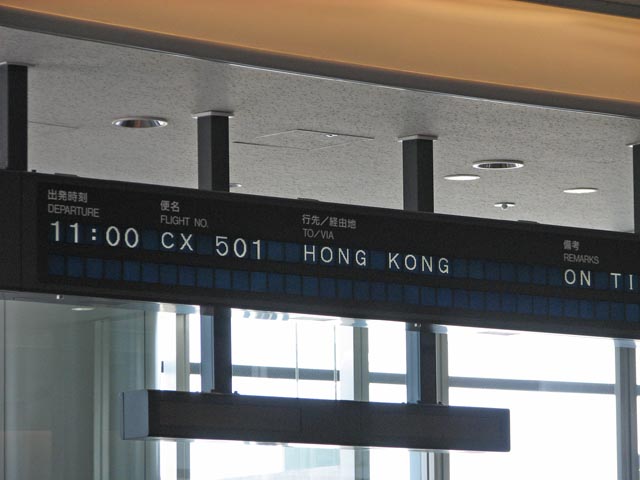 出発時刻 便名 行先／経由地 備考
DEPARTURE FLIGHT NO. TO/VIA REMARKS
11:00 CX 501 HONG KONG ON TI